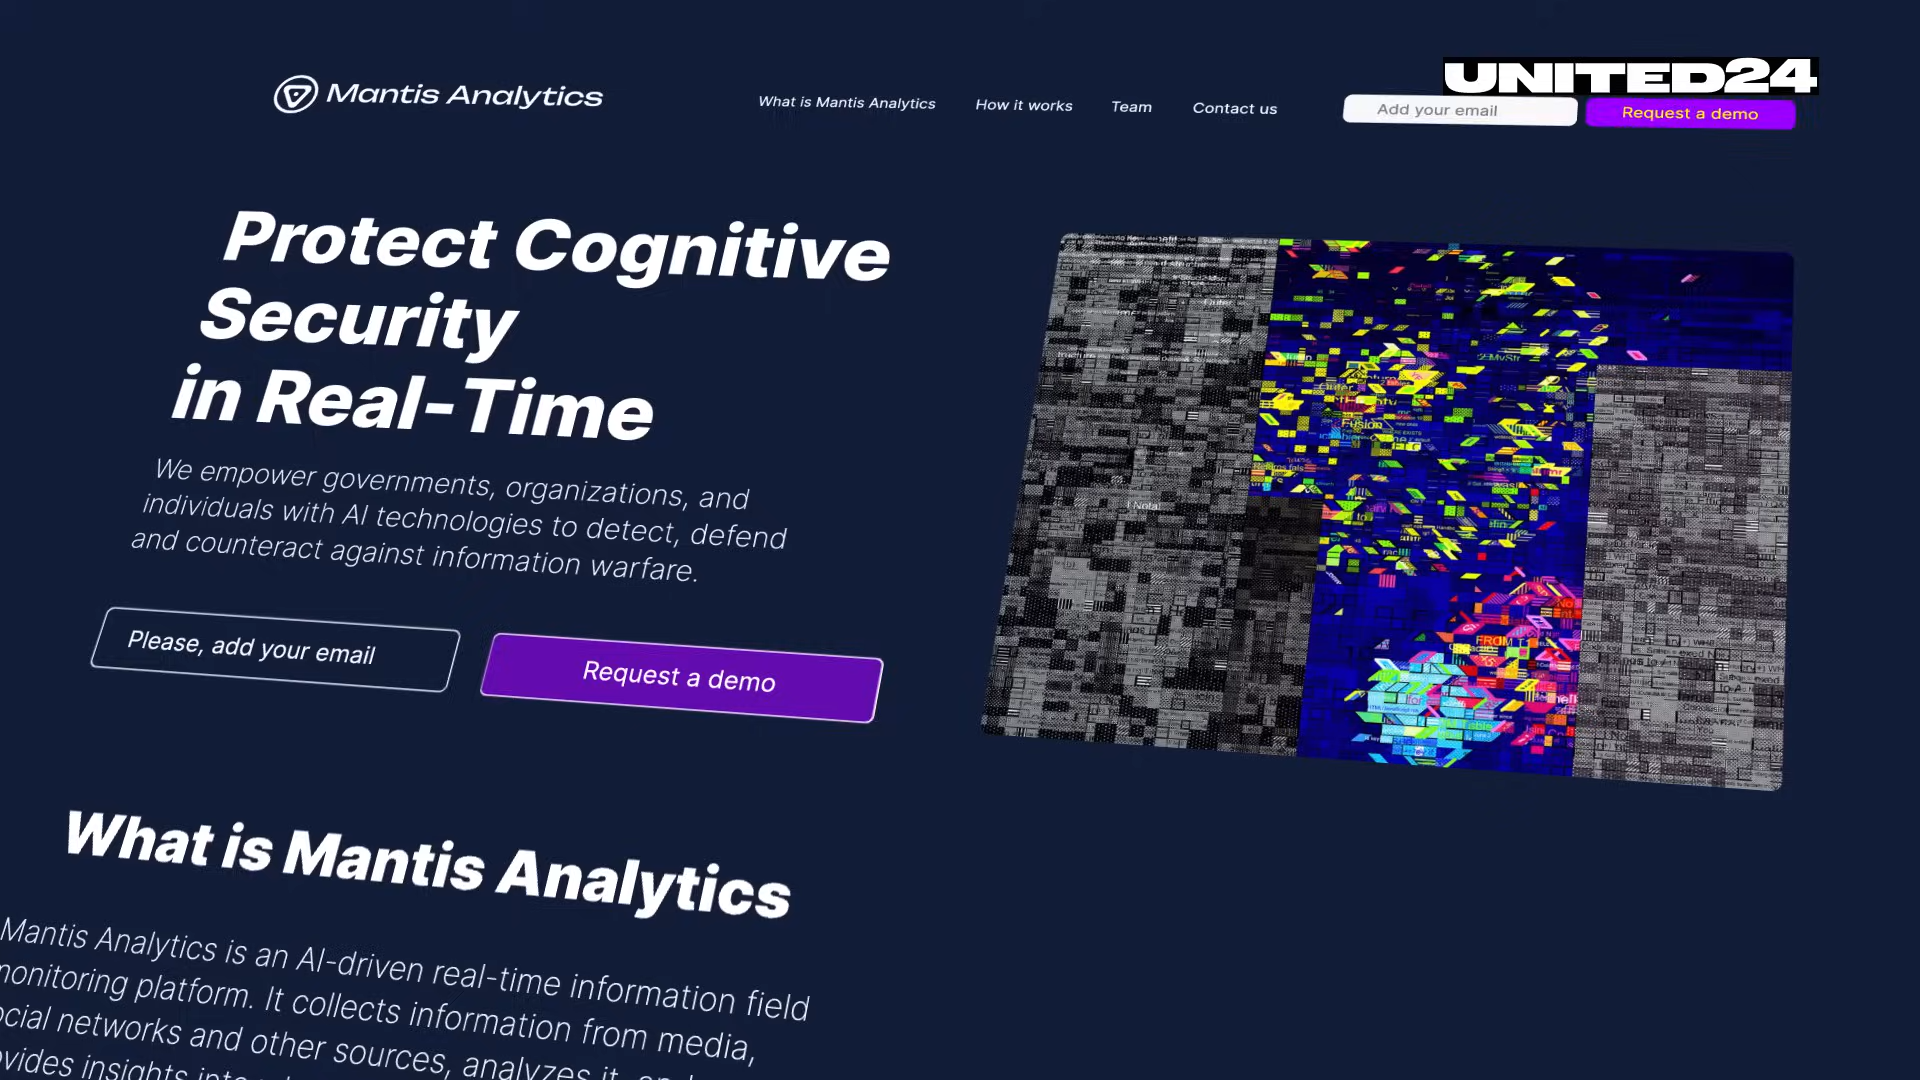 UNITED24
Mantis Analytics
What is Mantis Analytics
How it works
Team
Contact us
Add your email
Request a demo
Protect Cognitive
Security
in Real-Time
We empower governments, organizations, and
individuals with AI technologies to detect, defend
and counteract against information warfare.
Please, add your email
Request a demo
What is Mantis Analytics
Mantis Analytics is an AI-driven real-time information field
monitoring platform. It collects information from media,
networks and other sources, analyzes it,
insights